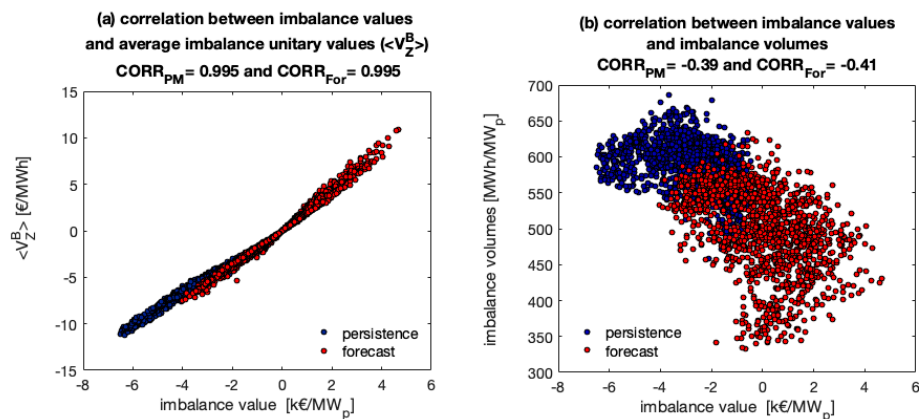 (a) correlation between imbalance values
and average imbalance unitary values (<V_Z^B>)
CORR_PM= 0.995 and CORR_For= 0.995
15
10
5
0
-5
-10
-15
<V_Z^B> [€/MWh]
persistence
forecast
-8 -6 -4 -2 0 2 4 6
imbalance value [k€/MW_p]
(b) correlation between imbalance values
and imbalance volumes
CORR_PM= -0.39 and CORR_For= -0.41
700
650
600
550
500
450
400
350
300
imbalance volumes [MWh/MW_p]
persistence
forecast
-8 -6 -4 -2 0 2 4 6
imbalance value [k€/MW_p]